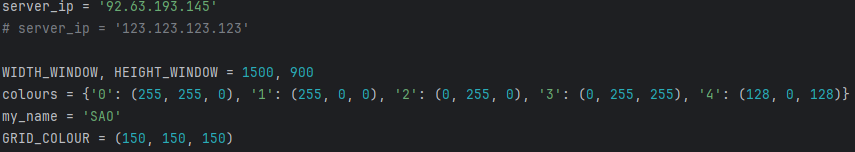 server_ip = '92.63.193.145'
# server_ip = '123.123.123.123'
WIDTH_WINDOW, HEIGHT_WINDOW = 1500, 900
colours = {'0': (255, 255, 0), '1': (255, 0, 0), '2': (0, 255, 0), '3': (0, 255, 255), '4': (128, 0, 128)}
my_name = 'SAO'
GRID_COLOUR = (150, 150, 150)